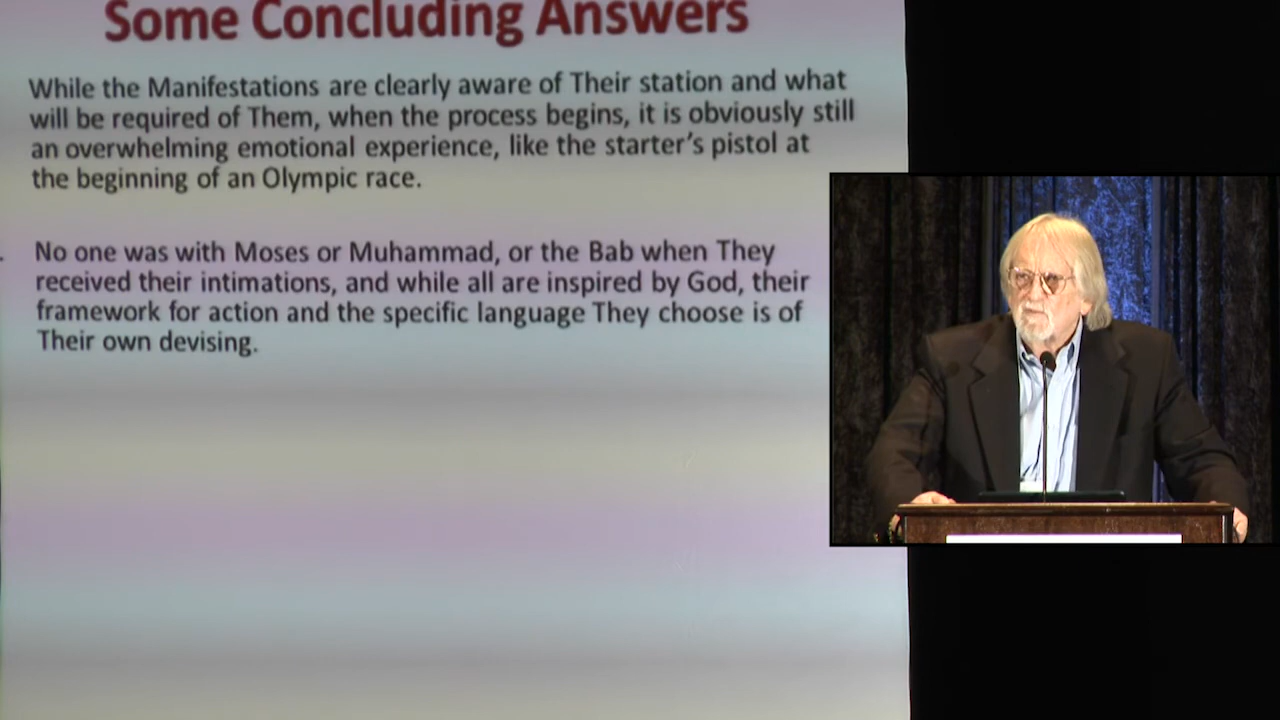 Some Concluding Answers
While the Manifestations are clearly aware of Their station and what
will be required of Them, when the process begins, it is obviously still
an overwhelming emotional experience, like the starter's pistol at
the beginning of an Olympic race.
. No one was with Moses or Muhammad, or the Bab when They
received their intimations, and while all are inspired by God, their
framework for action and the specific language They choose is of
Their own devising.